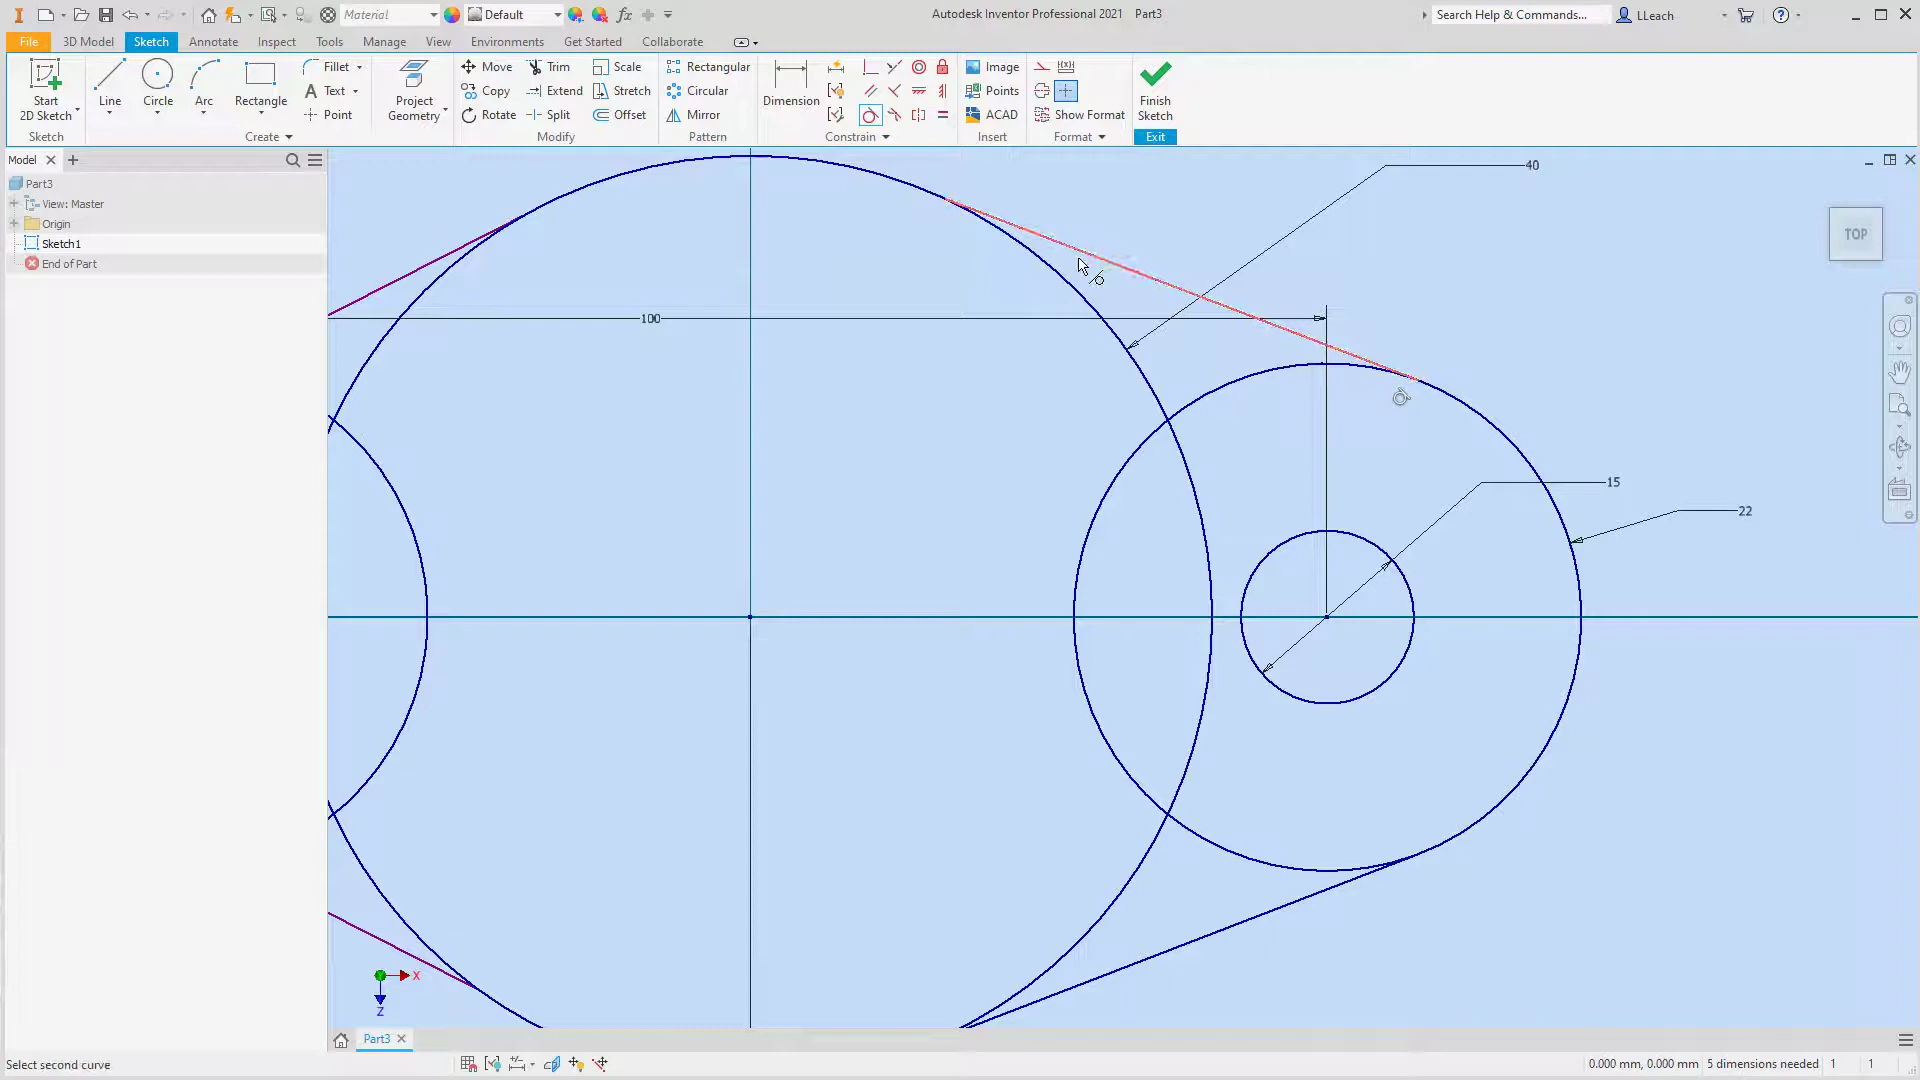 Material
Default
fx
Autodesk Inventor Professional 2021 Part3
Search Help & Commands...
LLeach
File
3D Model
Sketch
Annotate
Inspect
Tools
Manage
View
Environments
Get Started
Collaborate
Start
2D Sketch
Line
Circle
Arc
Rectangle
Fillet
Text
Point
Project
Geometry
Move
Copy
Rotate
Trim
Extend
Split
Scale
Stretch
Offset
Rectangular
Circular
Mirror
Dimension
Image
Points
ACAD
Show Format
Finish
Sketch
Sketch
Create
Modify
Pattern
Constrain
Insert
Format
Exit
Model
Part3
View: Master
Origin
Sketch1
End of Part
40
TOP
100
15
22
X
Z
Part3
Select second curve
0.000 mm, 0.000 mm 5 dimensions needed 1 1